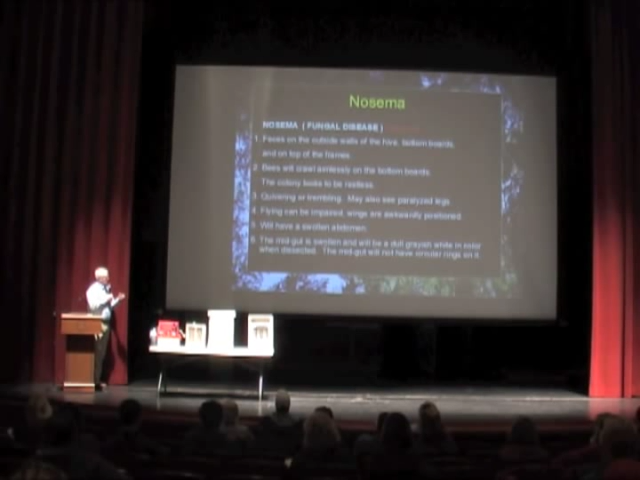 Nosema
NOSEMA ( FUNGAL DISEASE )
1. Feces on the outside walls of the hive, bottom boards,
and on top of the frames.
2. Bees will crawl aimlessly on the bottom boards.
The colony looks to be restless.
3. Quivering or trembling. May also see paralyzed legs.
4. Flying can be impaired, wings are awkwardly positioned.
5. Will have a swollen abdomen.
6. The mid-gut is swollen and will be a dull grayish white in color
when dissected. The mid-gut will not have circular rings on it.